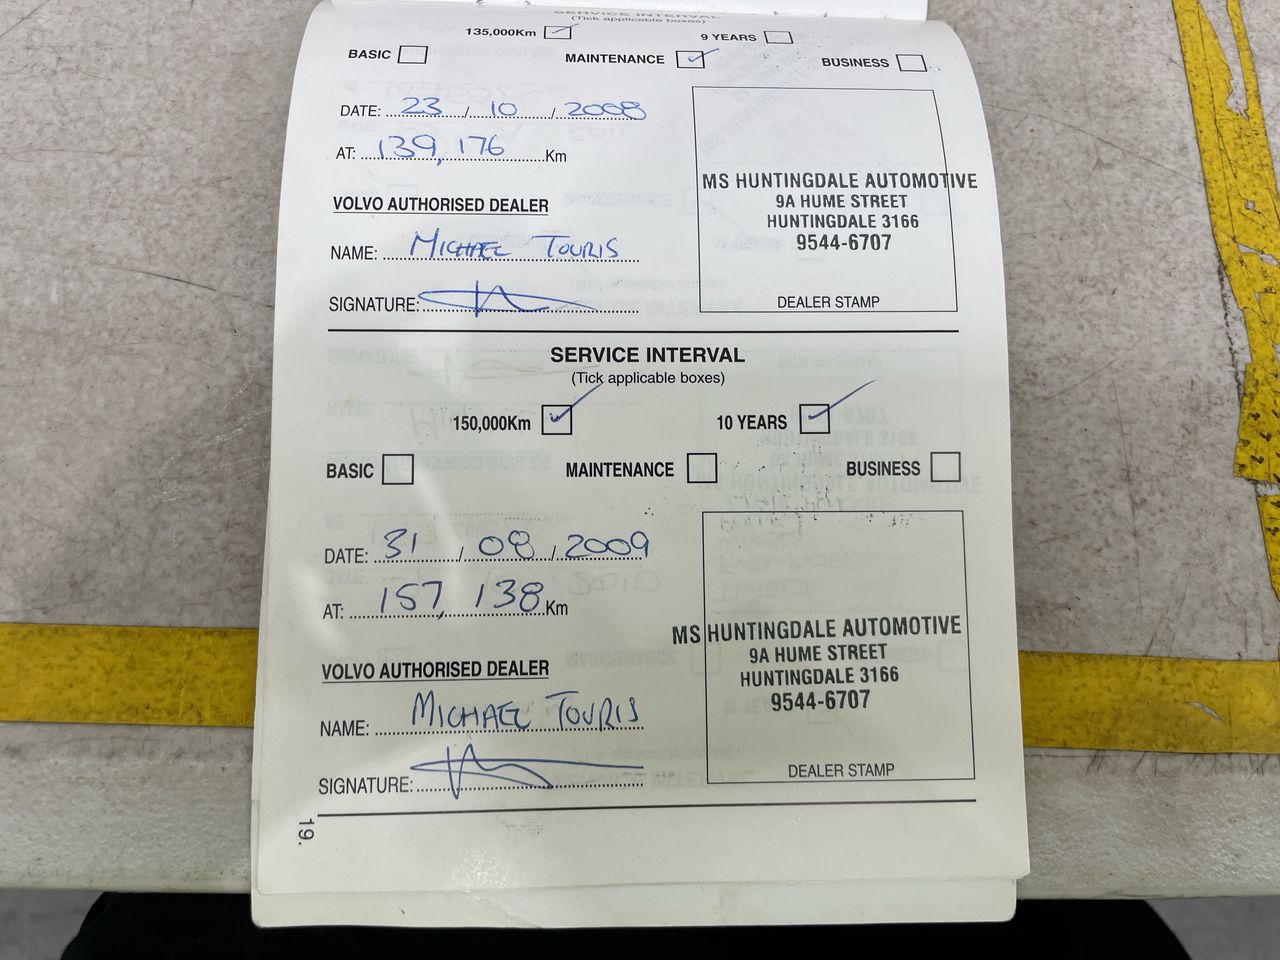 SERVICE INTERVAL
(Tick applicable boxes)
135,000Km 9 YEARS
BASIC MAINTENANCE BUSINESS
DATE: 23 / 10 / 2008
AT: 139,176 Km
VOLVO AUTHORISED DEALER
NAME: MICHAEL TOURIS
SIGNATURE:
MS HUNTINGDALE AUTOMOTIVE
9A HUME STREET
HUNTINGDALE 3166
9544-6707
DEALER STAMP
SERVICE INTERVAL
(Tick applicable boxes)
150,000Km 10 YEARS
BASIC MAINTENANCE BUSINESS
DATE: 31 / 08 / 2009
AT: 157,138 Km
VOLVO AUTHORISED DEALER
NAME: MICHAEL TOURIS
SIGNATURE:
MS HUNTINGDALE AUTOMOTIVE
9A HUME STREET
HUNTINGDALE 3166
9544-6707
DEALER STAMP
19.